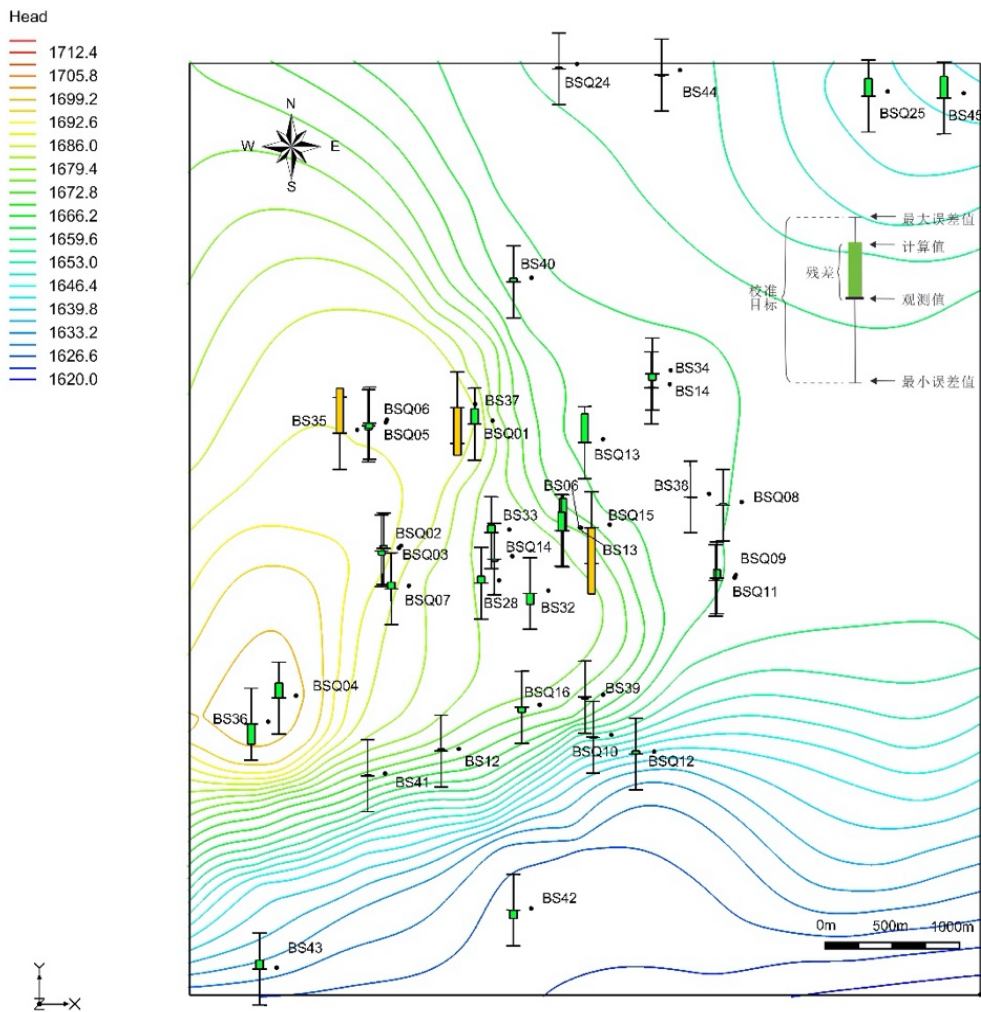 Head
1712.4
1705.8
1699.2
1692.6
1686.0
1679.4
1672.8
1666.2
1659.6
1653.0
1646.4
1639.8
1633.2
1626.6
1620.0
N
W E
S
BSQ24
BS44
BSQ25
BS45
最大误差值
计算值
残差
校准
目标
观测值
最小误差值
BS40
BS34
BS14
BS35
BSQ06
BSQ05
BS37
BSQ01
BSQ13
BS06
BS38
BSQ08
BS33
BSQ15
BSQ02
BSQ03
BSQ14
BS13
BSQ09
BSQ11
BSQ07
BS28
BS32
BSQ04
BS36
BSQ16
BS39
BSQ10
BSQ12
BS12
BS41
BS42
0m 500m 1000m
BS43
Y
Z X